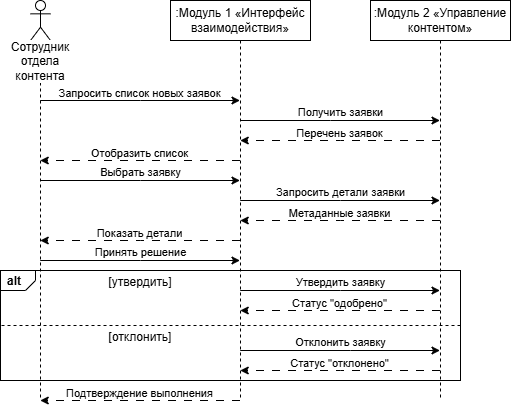 :Модуль 1 «Интерфейс
взаимодействия»
:Модуль 2 «Управление
контентом»
Сотрудник
отдела
контента
Запросить список новых заявок
Получить заявки
Перечень заявок
Отобразить список
Выбрать заявку
Запросить детали заявки
Метаданные заявки
Показать детали
Принять решение
alt
[утвердить]
Утвердить заявку
Статус "одобрено"
[отклонить]
Отклонить заявку
Статус "отклонено"
Подтверждение выполнения